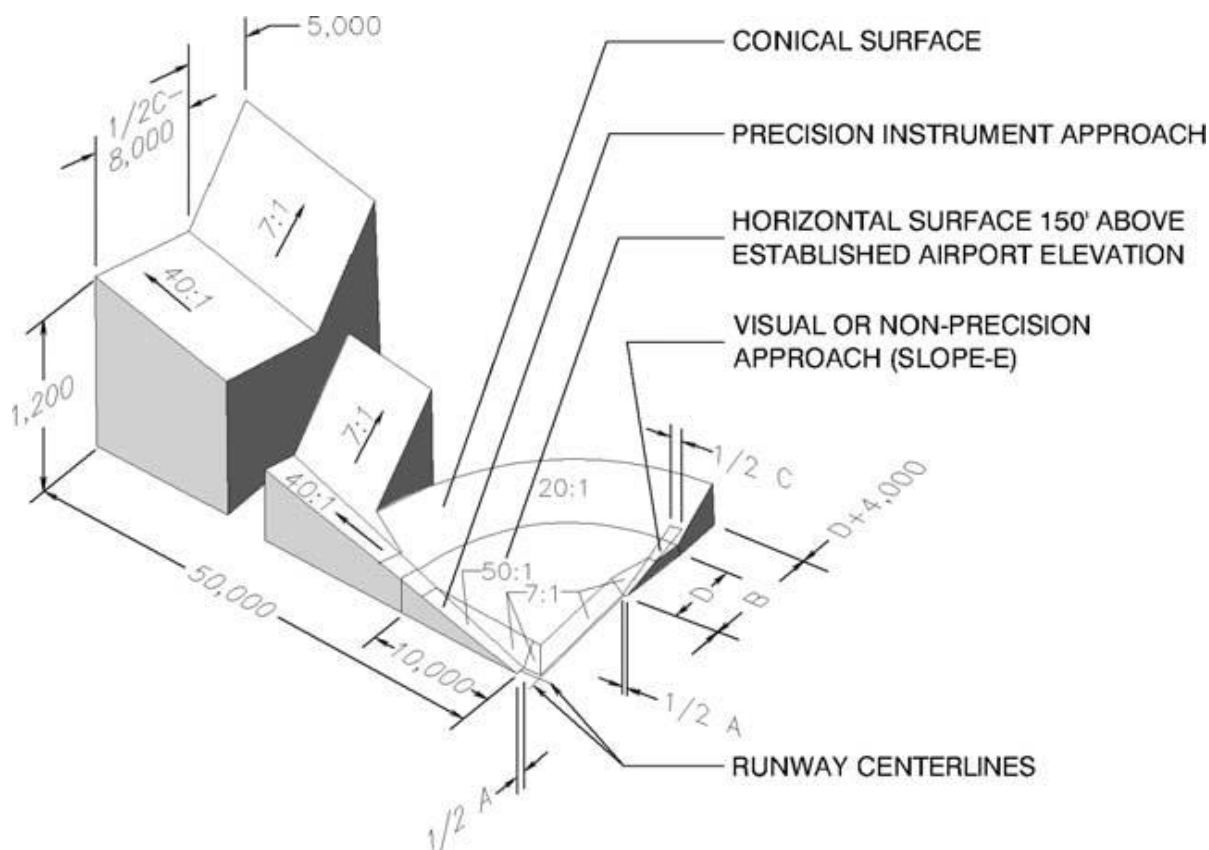 5,000
1/2C-
8,000
CONICAL SURFACE
PRECISION INSTRUMENT APPROACH
HORIZONTAL SURFACE 150' ABOVE
ESTABLISHED AIRPORT ELEVATION
VISUAL OR NON-PRECISION
APPROACH (SLOPE-E)
7:1
40:1
1,200
7:1
40:1
20:1
1/2 C
D+4,000
50:1
7:1
D
B
50,000
10,000
1/2 A
1/2 A
RUNWAY CENTERLINES